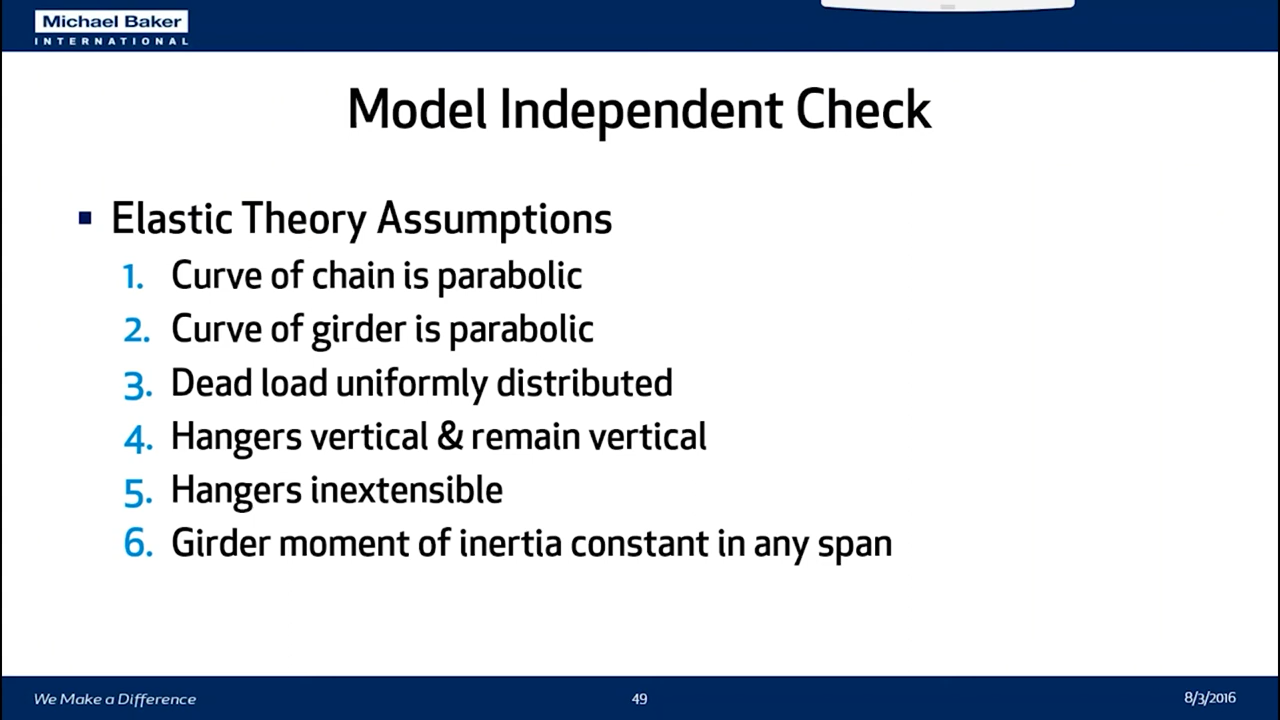 Michael Baker
INTERNATIONAL
Model Independent Check
▪ Elastic Theory Assumptions
1. Curve of chain is parabolic
2. Curve of girder is parabolic
3. Dead load uniformly distributed
4. Hangers vertical & remain vertical
5. Hangers inextensible
6. Girder moment of inertia constant in any span
We Make a Difference
49
8/3/2016